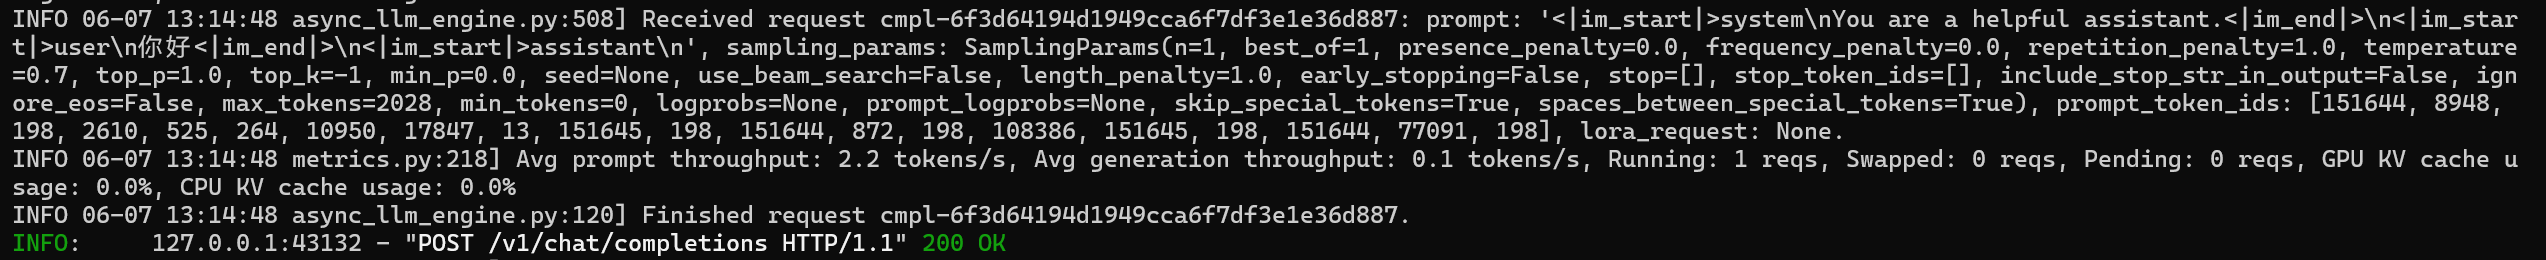 INFO 06-07 13:14:48 async_llm_engine.py:508] Received request cmpl-6f3d64194d1949cca6f7df3e1e36d887: prompt: '<|im_start|>system\nYou are a helpful assistant.<|im_end|>\n<|im_star
t|>user\n你好<|im_end|>\n<|im_start|>assistant\n', sampling_params: SamplingParams(n=1, best_of=1, presence_penalty=0.0, frequency_penalty=0.0, repetition_penalty=1.0, temperature
=0.7, top_p=1.0, top_k=-1, min_p=0.0, seed=None, use_beam_search=False, length_penalty=1.0, early_stopping=False, stop=[], stop_token_ids=[], include_stop_str_in_output=False, ign
ore_eos=False, max_tokens=2028, min_tokens=0, logprobs=None, prompt_logprobs=None, skip_special_tokens=True, spaces_between_special_tokens=True), prompt_token_ids: [151644, 8948,
198, 2610, 525, 264, 10950, 17847, 13, 151645, 198, 151644, 872, 198, 108386, 151645, 198, 151644, 77091, 198], lora_request: None.
INFO 06-07 13:14:48 metrics.py:218] Avg prompt throughput: 2.2 tokens/s, Avg generation throughput: 0.1 tokens/s, Running: 1 reqs, Swapped: 0 reqs, Pending: 0 reqs, GPU KV cache u
sage: 0.0%, CPU KV cache usage: 0.0%
INFO 06-07 13:14:48 async_llm_engine.py:120] Finished request cmpl-6f3d64194d1949cca6f7df3e1e36d887.
INFO:     127.0.0.1:43132 - "POST /v1/chat/completions HTTP/1.1" 200 OK